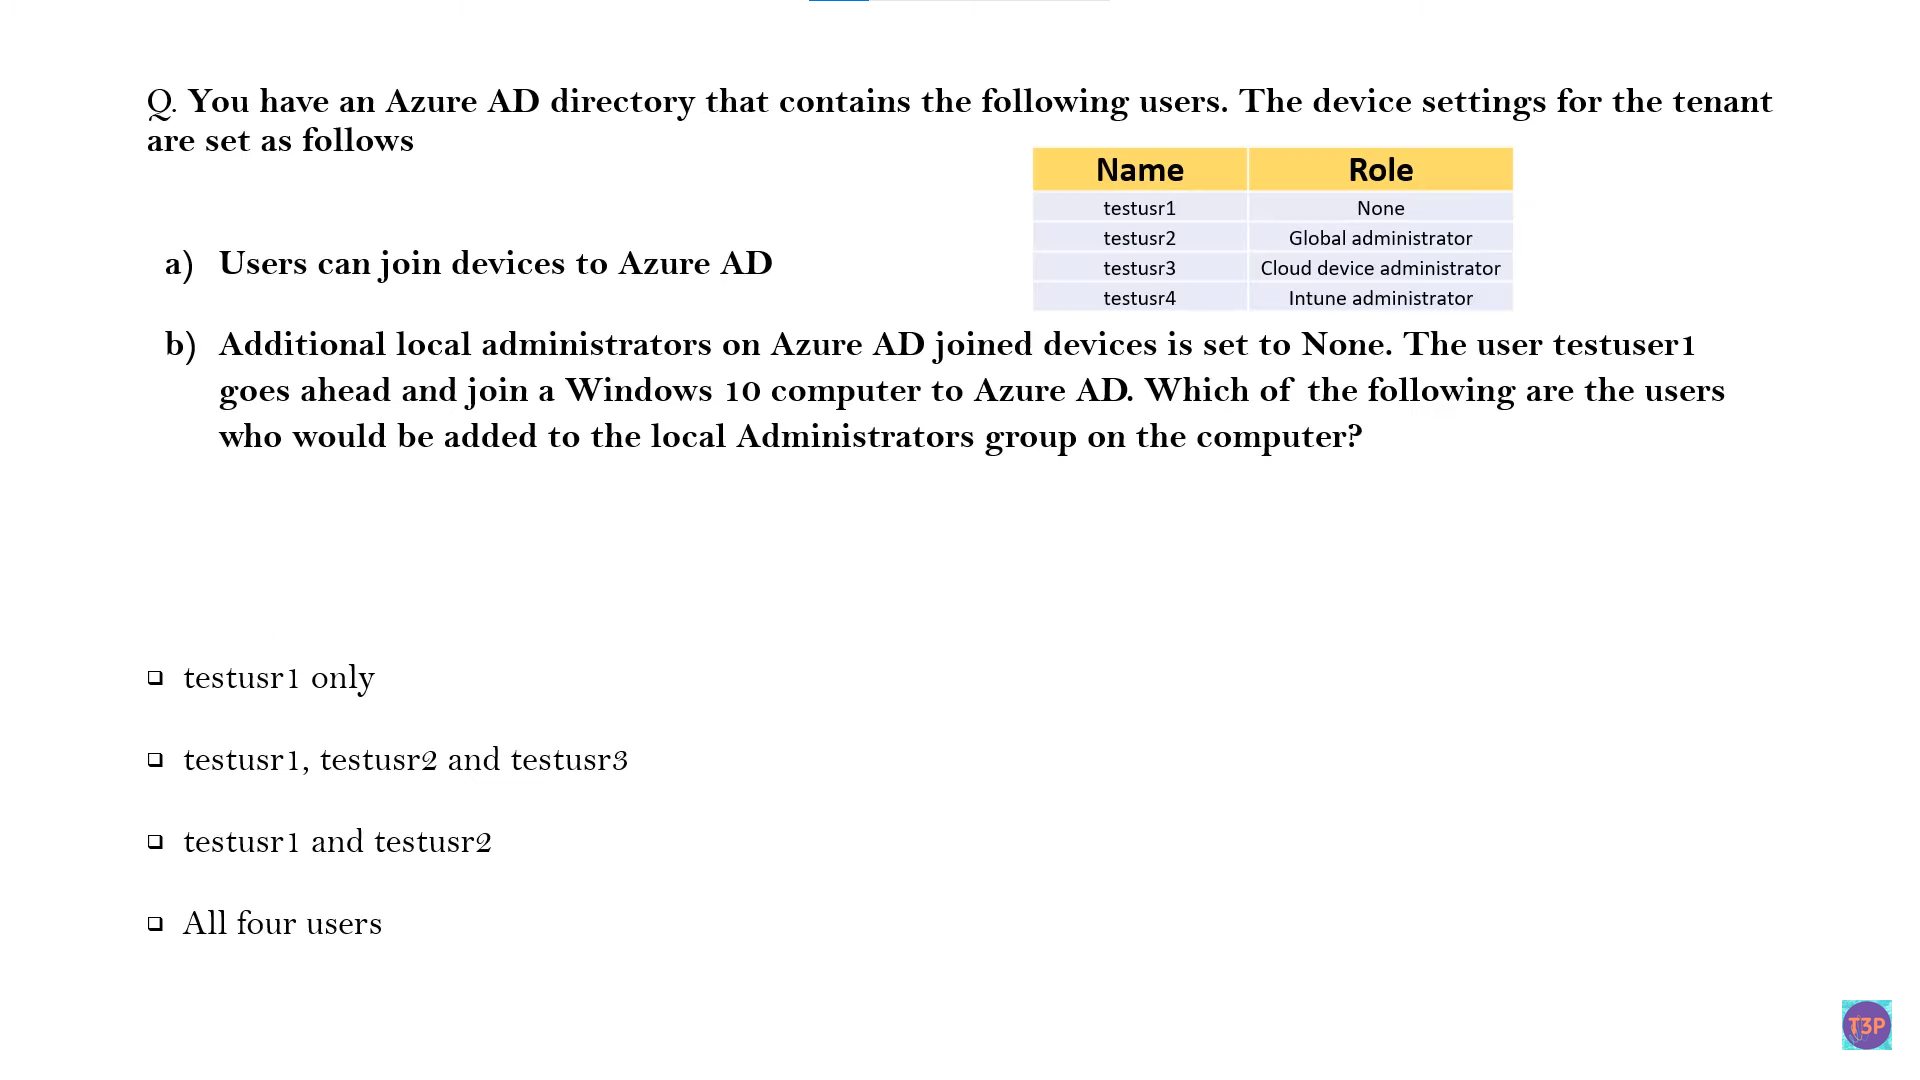 Q. You have an Azure AD directory that contains the following users. The device settings for the tenant
are set as follows
Name Role
testusr1 None
testusr2 Global administrator
testusr3 Cloud device administrator
testusr4 Intune administrator
a) Users can join devices to Azure AD
b) Additional local administrators on Azure AD joined devices is set to None. The user testuser1
goes ahead and join a Windows 10 computer to Azure AD. Which of the following are the users
who would be added to the local Administrators group on the computer?
testusr1 only
testusr1, testusr2 and testusr3
testusr1 and testusr2
All four users
T3P